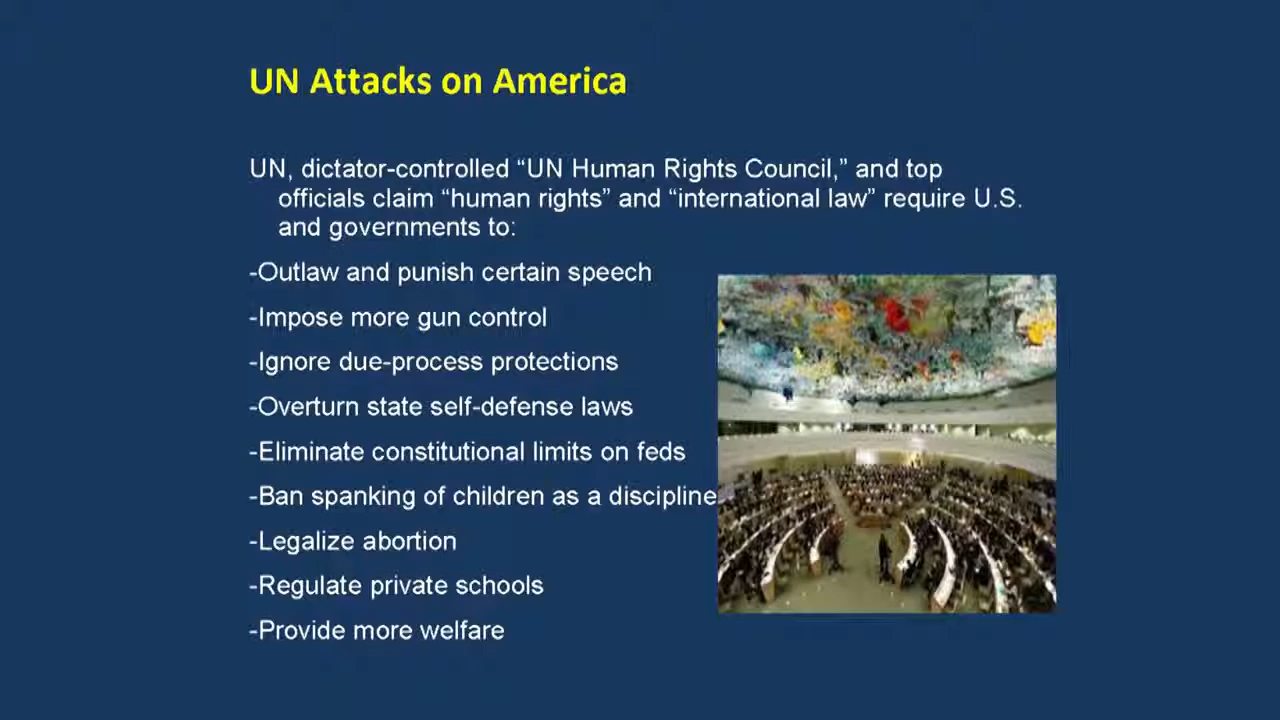 UN Attacks on America
UN, dictator-controlled “UN Human Rights Council,” and top
officials claim “human rights” and “international law” require U.S.
and governments to:
-Outlaw and punish certain speech
-Impose more gun control
-Ignore due-process protections
-Overturn state self-defense laws
-Eliminate constitutional limits on feds
-Ban spanking of children as a discipline
-Legalize abortion
-Regulate private schools
-Provide more welfare